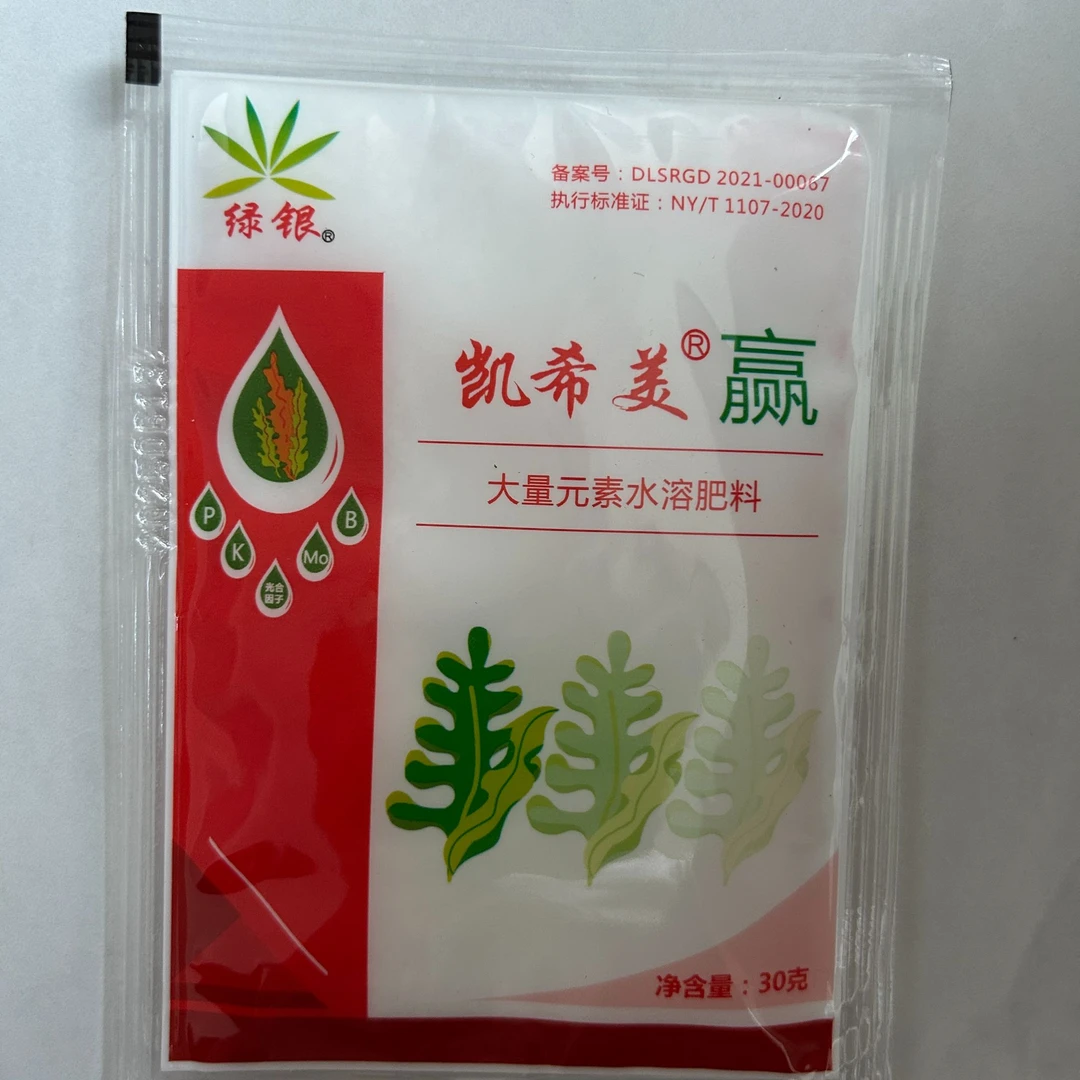 备案号：DLSRGD 2021-00067
执行标准证：NY/T 1107-2020
绿银®
凯希美®赢
大量元素水溶肥料
P
B
K
Mo
光合
因子
净含量：30克